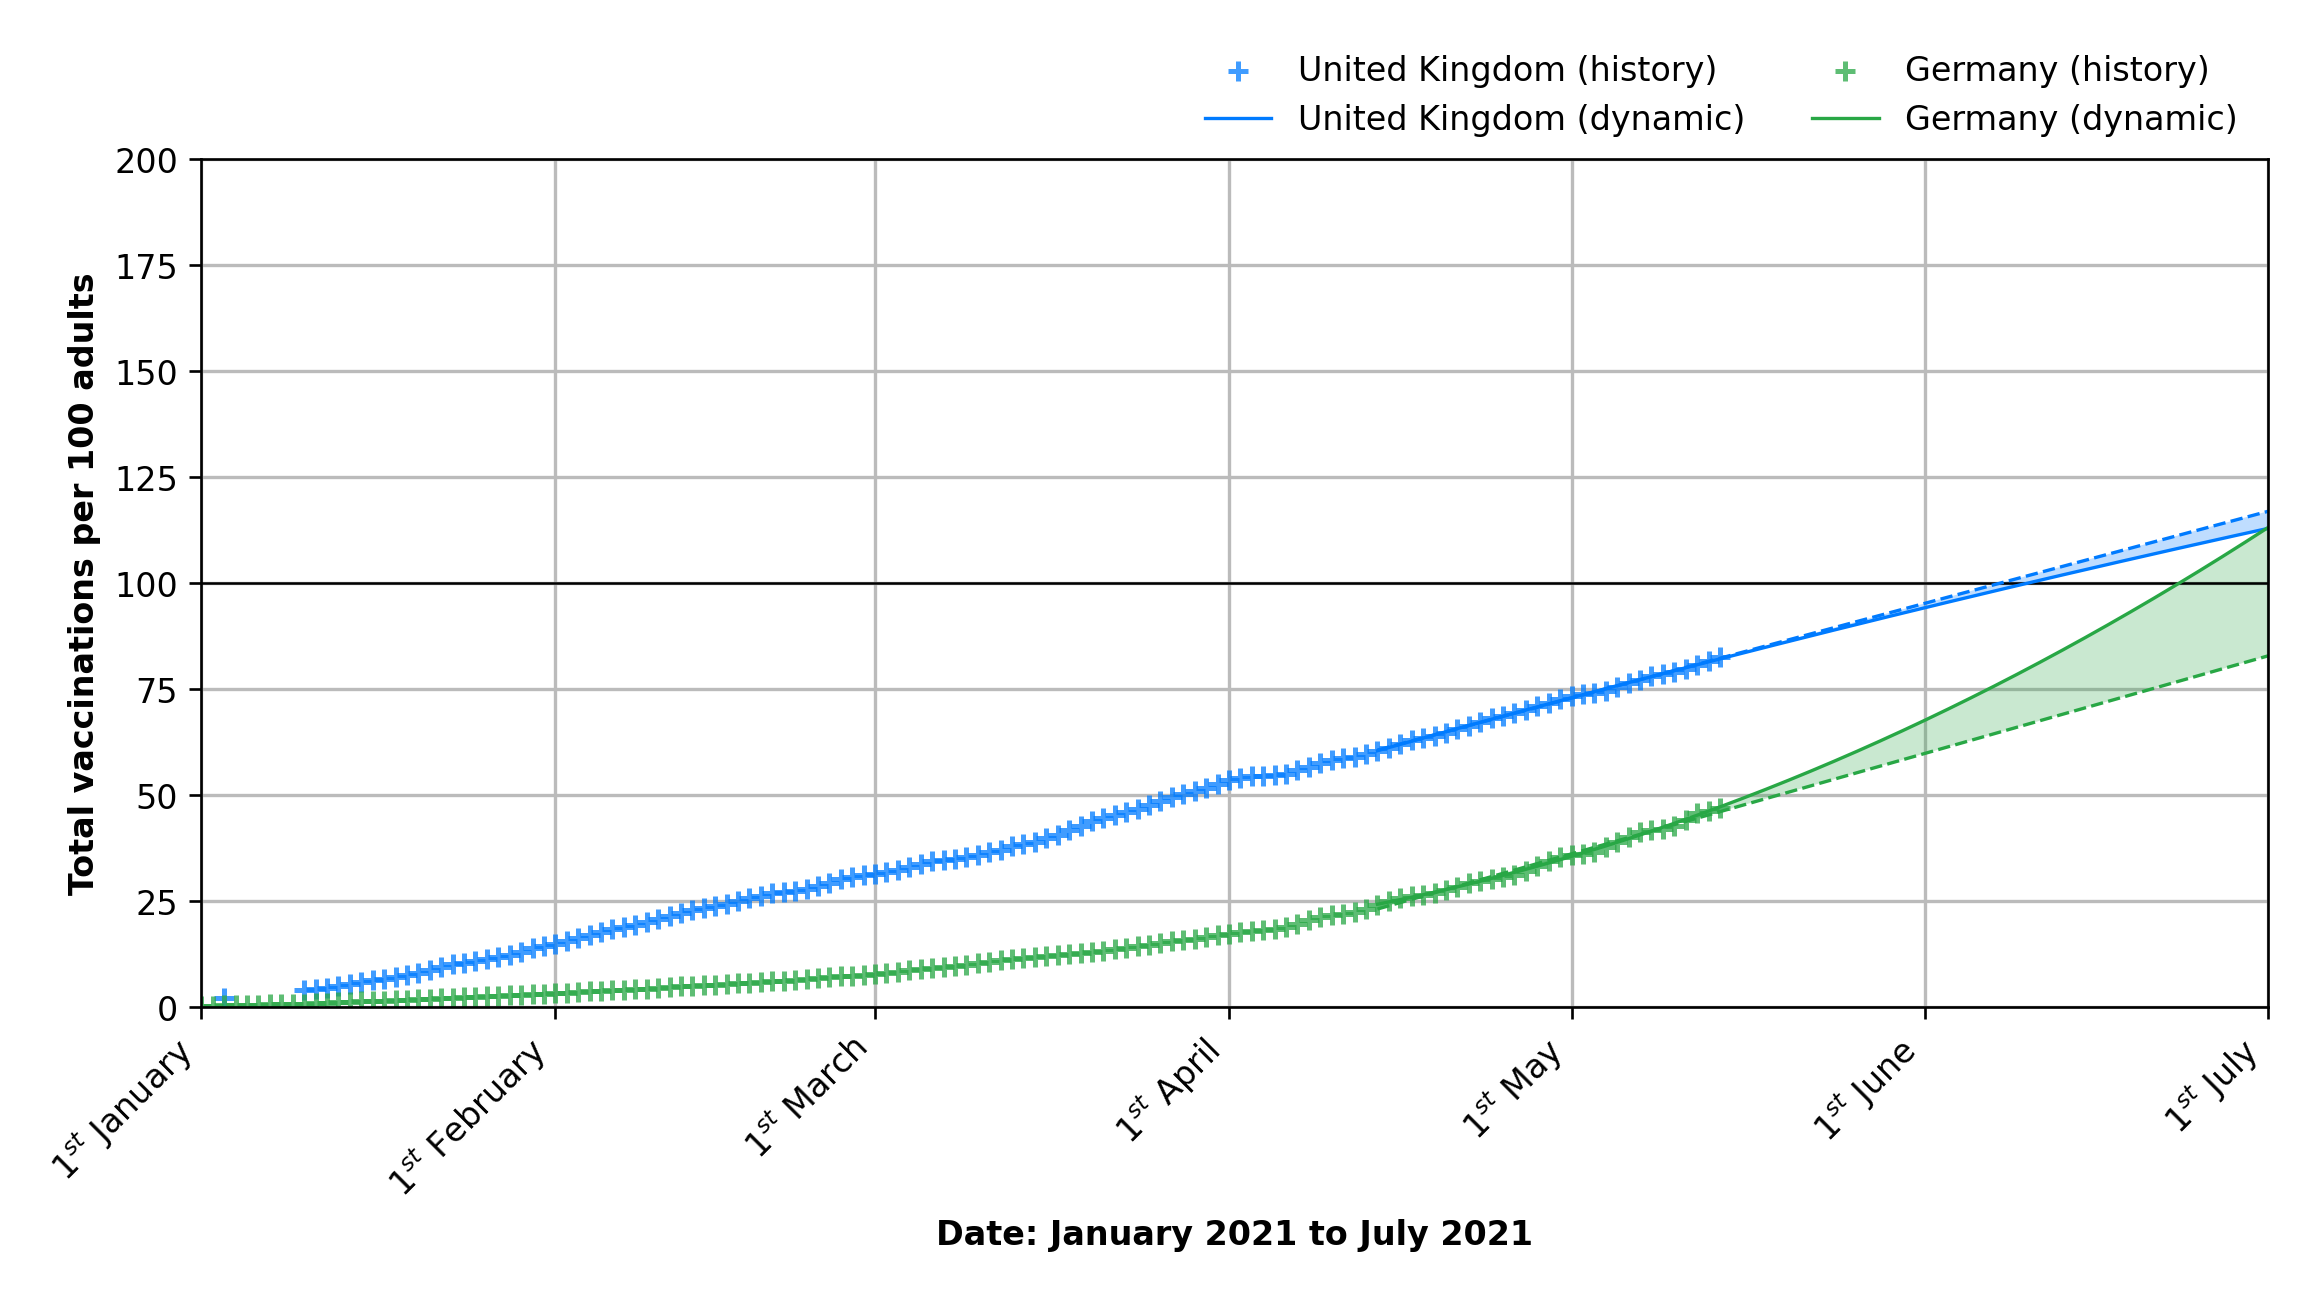 United Kingdom (history)
United Kingdom (dynamic)
Germany (history)
Germany (dynamic)
Total vaccinations per 100 adults
200
175
150
125
100
75
50
25
0
1st January
1st February
1st March
1st April
1st May
1st June
1st July
Date: January 2021 to July 2021